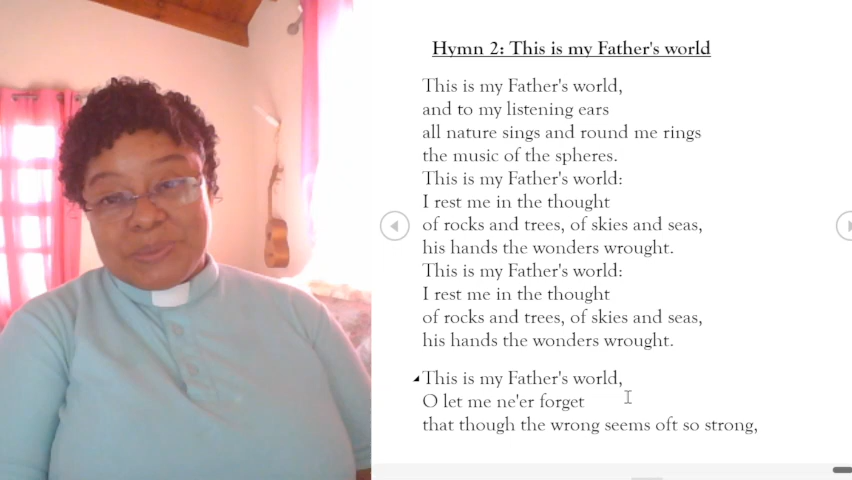 Hymn 2: This is my Father's world
This is my Father's world,
and to my listening ears
all nature sings and round me rings
the music of the spheres.
This is my Father's world:
I rest me in the thought
of rocks and trees, of skies and seas,
his hands the wonders wrought.
This is my Father's world:
I rest me in the thought
of rocks and trees, of skies and seas,
his hands the wonders wrought.
This is my Father's world,
O let me ne'er forget
that though the wrong seems oft so strong,